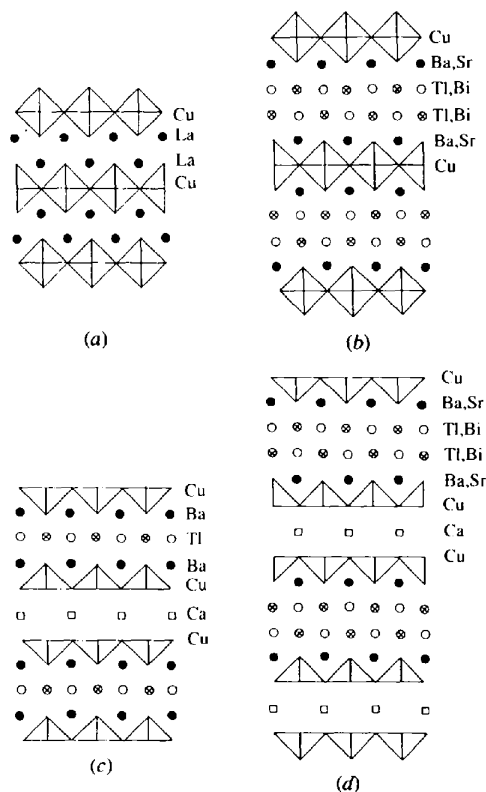 Cu
La
La
Cu
(a)
Cu
Ba,Sr
Tl,Bi
Tl,Bi
Ba,Sr
Cu
(b)
Cu
Ba
Tl
Ba
Cu
Ca
Cu
(c)
Cu
Ba,Sr
Tl,Bi
Tl,Bi
Ba,Sr
Cu
Ca
Cu
(d)